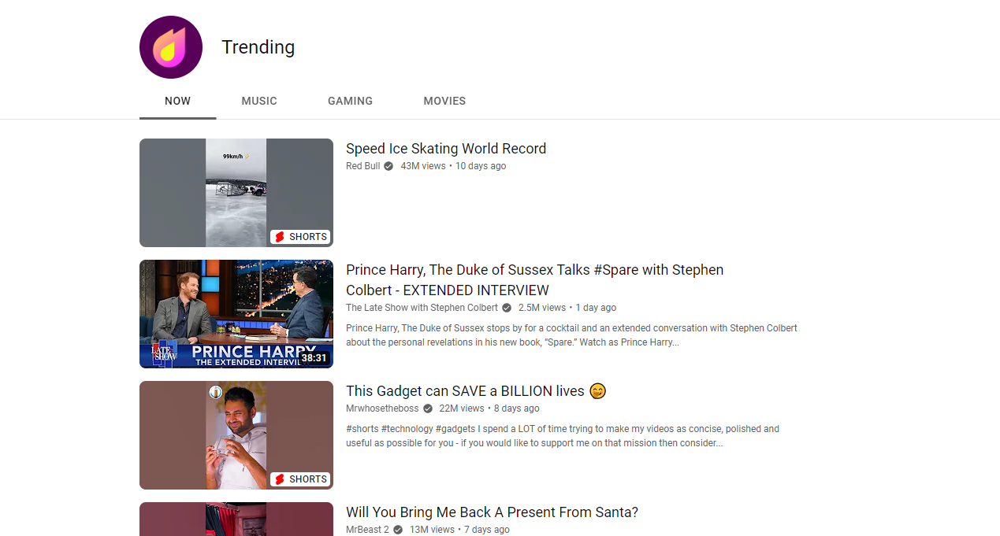 Trending
NOW MUSIC GAMING MOVIES
99km/h ⚡
SHORTS
Speed Ice Skating World Record
Red Bull 43M views • 10 days ago
LATE SHOW
PRINCE HARRY
THE EXTENDED INTERVI
38:31
Prince Harry, The Duke of Sussex Talks #Spare with Stephen
Colbert - EXTENDED INTERVIEW
The Late Show with Stephen Colbert 2.5M views • 1 day ago
Prince Harry, The Duke of Sussex stops by for a cocktail and an extended conversation with Stephen Colbert
about the personal revelations in his new book, “Spare.” Watch as Prince Harry...
SHORTS
This Gadget can SAVE a BILLION lives 🤭
Mrwhosetheboss 22M views • 8 days ago
#shorts #technology #gadgets I spend a LOT of time trying to make my videos as concise, polished and
useful as possible for you - if you would like to support me on that mission then consider...
Will You Bring Me Back A Present From Santa?
MrBeast 2 13M views • 7 days ago